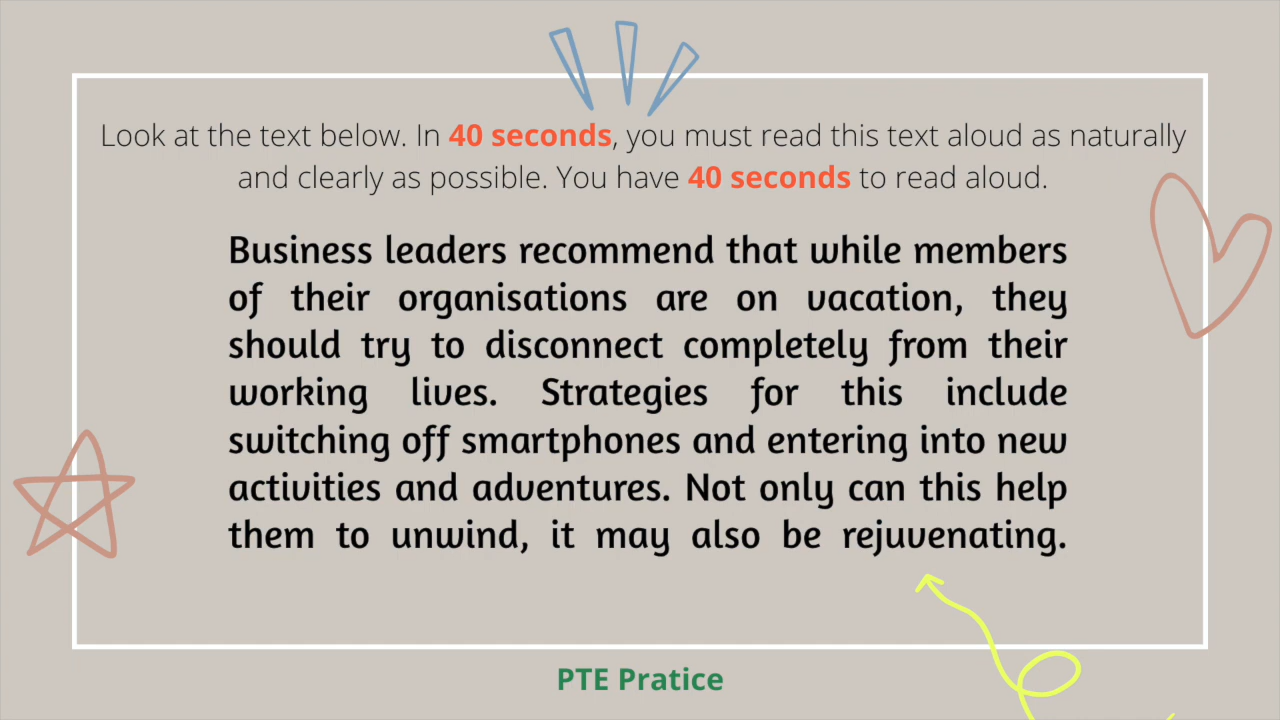 Look at the text below. In 40 seconds, you must read this text aloud as naturally
and clearly as possible. You have 40 seconds to read aloud.
Business leaders recommend that while members
of their organisations are on vacation, they
should try to disconnect completely from their
working lives. Strategies for this include
switching off smartphones and entering into new
activities and adventures. Not only can this help
them to unwind, it may also be rejuvenating.
PTE Pratice